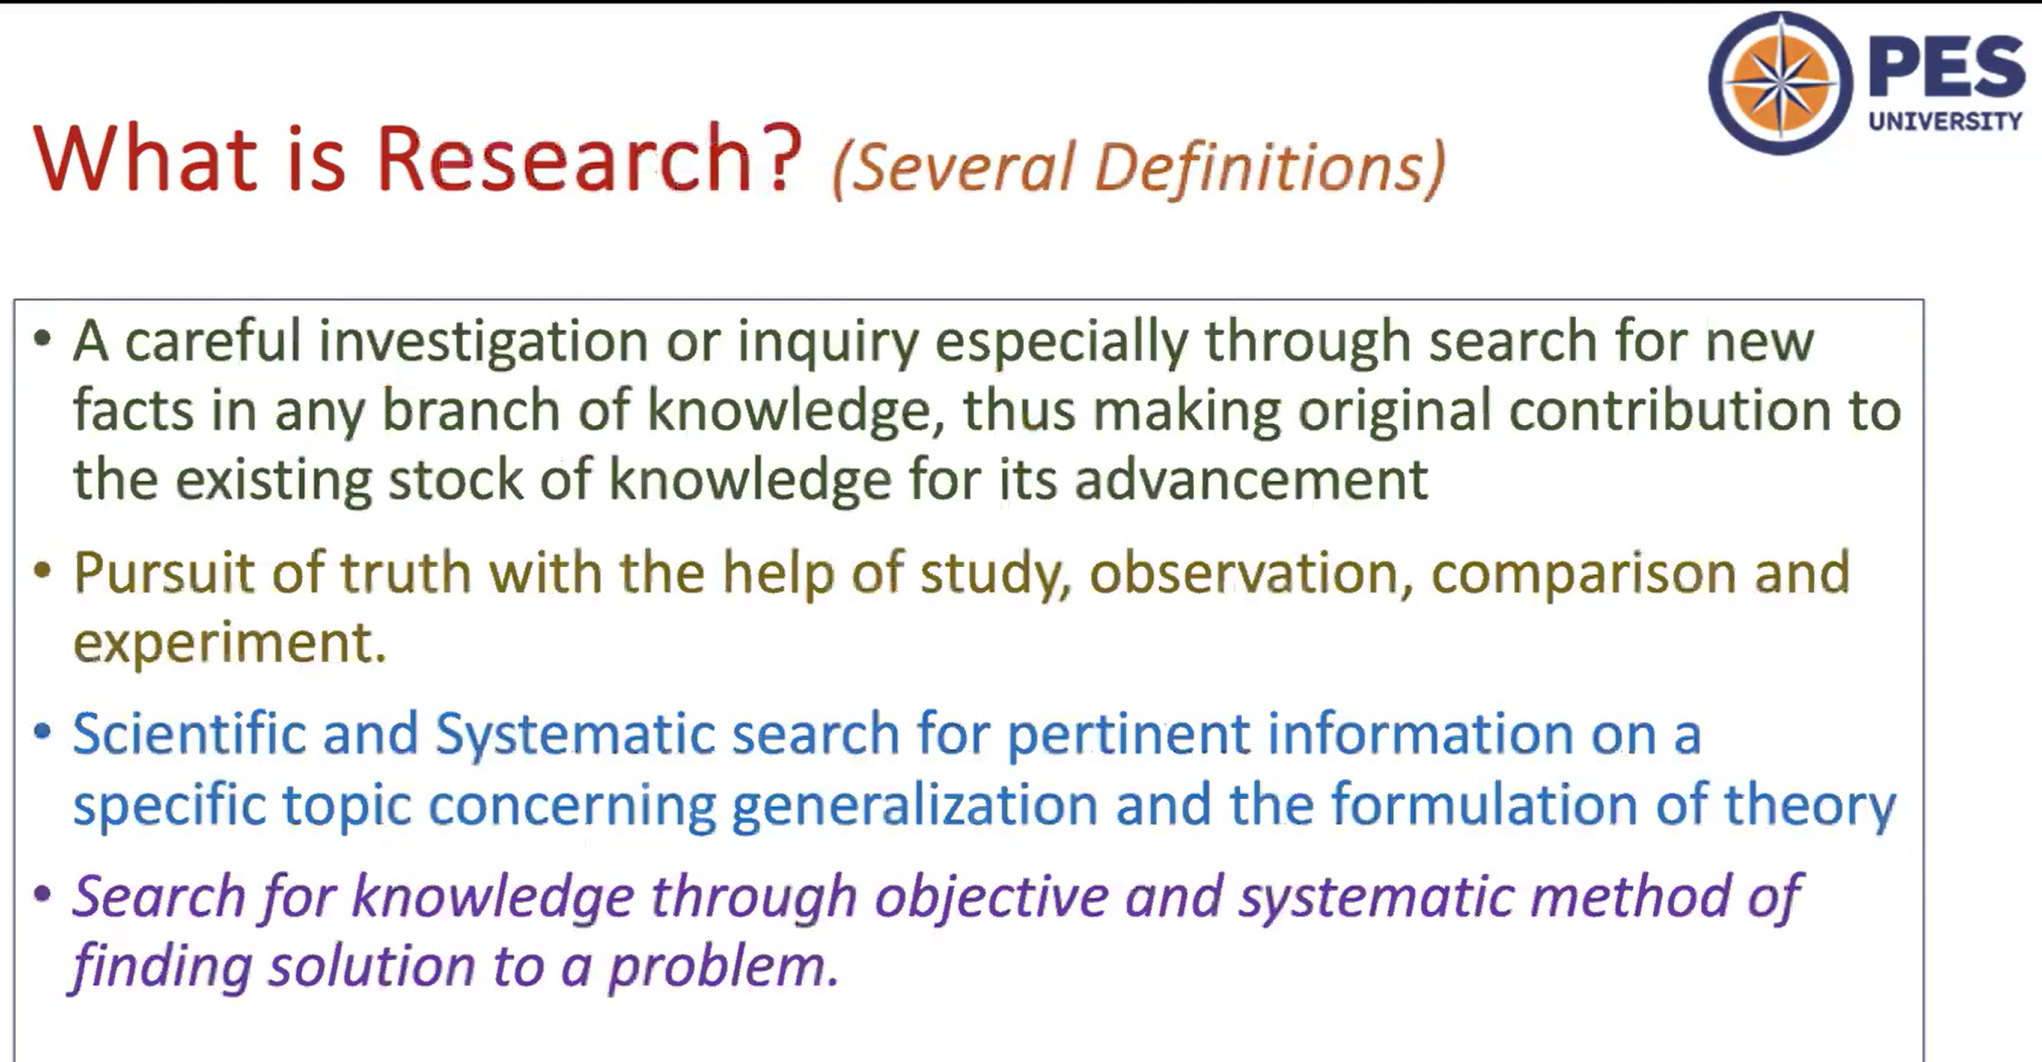 PES
UNIVERSITY
What is Research? (Several Definitions)
• A careful investigation or inquiry especially through search for new
facts in any branch of knowledge, thus making original contribution to
the existing stock of knowledge for its advancement
• Pursuit of truth with the help of study, observation, comparison and
experiment.
• Scientific and Systematic search for pertinent information on a
specific topic concerning generalization and the formulation of theory
• Search for knowledge through objective and systematic method of
finding solution to a problem.